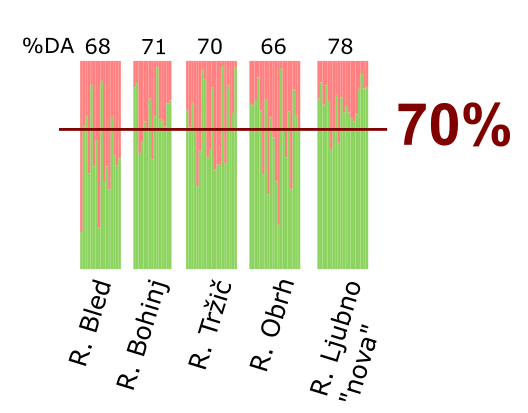 %DA 68 71 70 66 78
70%
R. Bled
R. Bohinj
R. Tržič
R. Obrh
R. Ljubno
"nova"